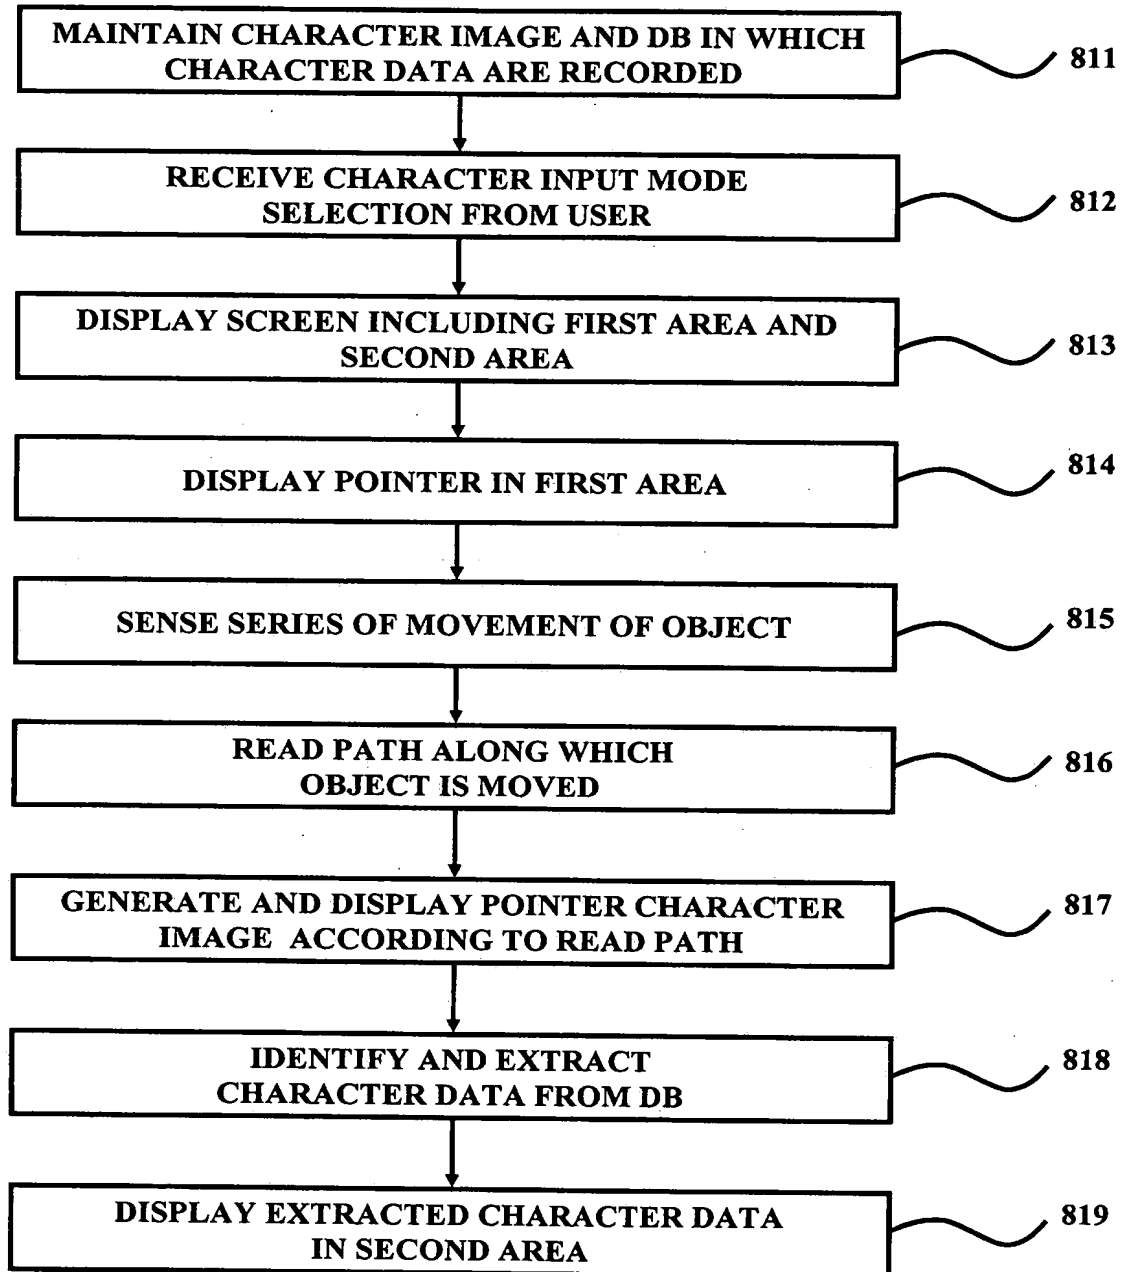 MAINTAIN CHARACTER IMAGE AND DB IN WHICH
CHARACTER DATA ARE RECORDED
811
RECEIVE CHARACTER INPUT MODE
SELECTION FROM USER
812
DISPLAY SCREEN INCLUDING FIRST AREA AND
SECOND AREA
813
DISPLAY POINTER IN FIRST AREA
814
SENSE SERIES OF MOVEMENT OF OBJECT
815
READ PATH ALONG WHICH
OBJECT IS MOVED
816
GENERATE AND DISPLAY POINTER CHARACTER
IMAGE ACCORDING TO READ PATH
817
IDENTIFY AND EXTRACT
CHARACTER DATA FROM DB
818
DISPLAY EXTRACTED CHARACTER DATA
IN SECOND AREA
819